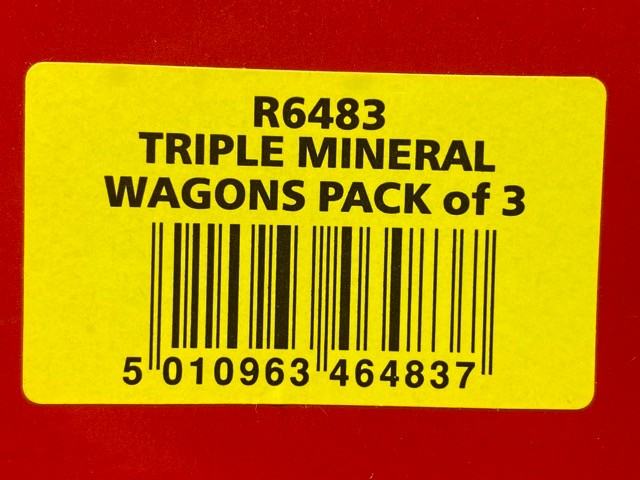 R6483
TRIPLE MINERAL
WAGONS PACK of 3
5 010963 464837